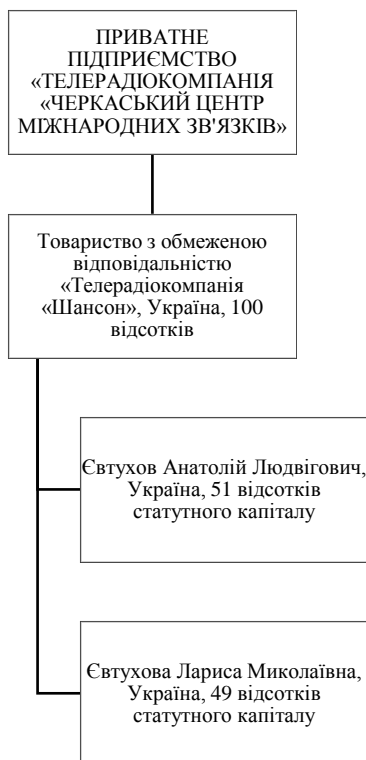 ПРИВАТНЕ
ПІДПРИЄМСТВО
«ТЕЛЕРАДІОКОМПАНІЯ
«ЧЕРКАСЬКИЙ ЦЕНТР
МІЖНАРОДНИХ ЗВ'ЯЗКІВ»
Товариство з обмеженою
відповідальністю
«Телерадіокомпанія
«Шансон», Україна, 100
відсотків
Євтухов Анатолій Людвігович,
Україна, 51 відсотків
статутного капіталу
Євтухова Лариса Миколаївна,
Україна, 49 відсотків
статутного капіталу